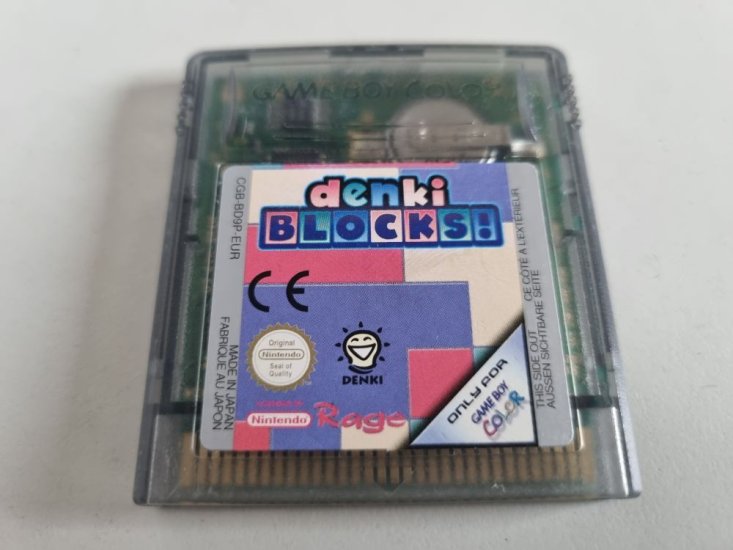 GAME BOY COLOR
denki
BLOCKS!
CGB-BD9P-EUR
CE
Original
Nintendo
Seal of
Quality
DENKI
Nintendo
Rage
ONLY FOR
GAME BOY
COLOR
MADE IN JAPAN
FABRIQUÉ AU JAPON
THIS SIDE OUT
CE COTÉ A L'EXTÉRIEUR
AUSSEN SICHTBARE SEITE